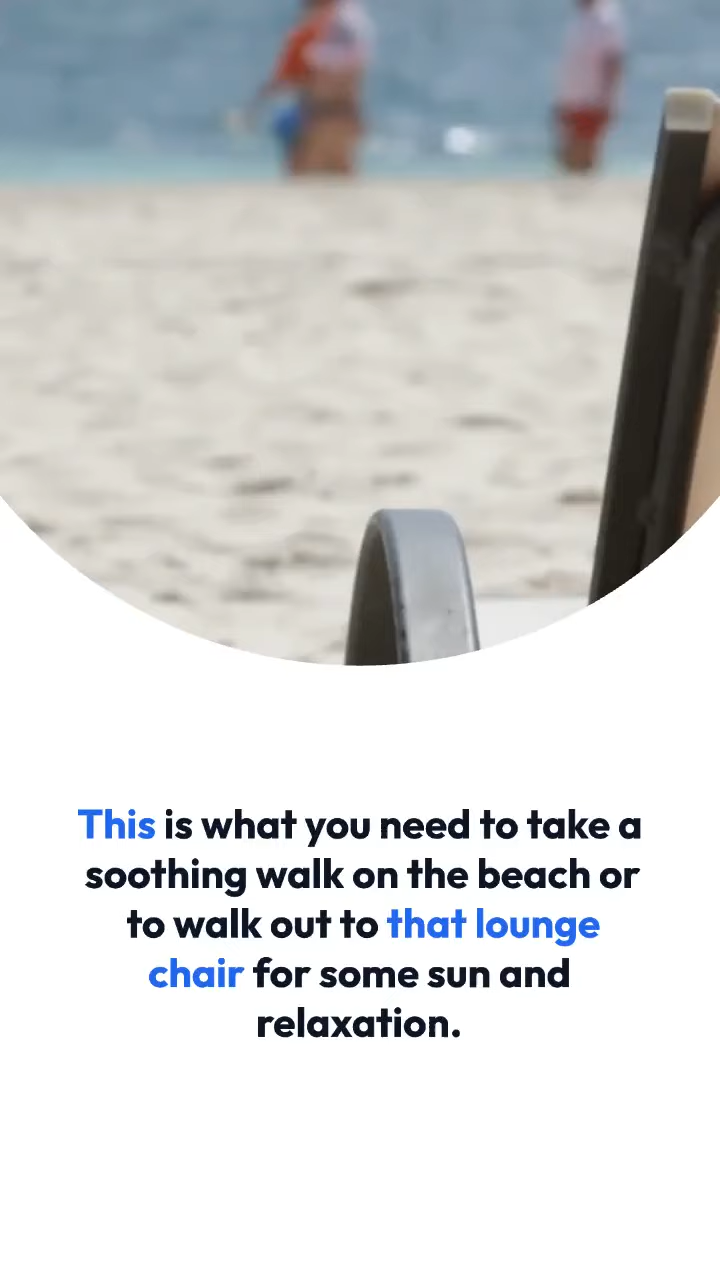 This is what you need to take a
soothing walk on the beach or
to walk out to that lounge
chair for some sun and
relaxation.